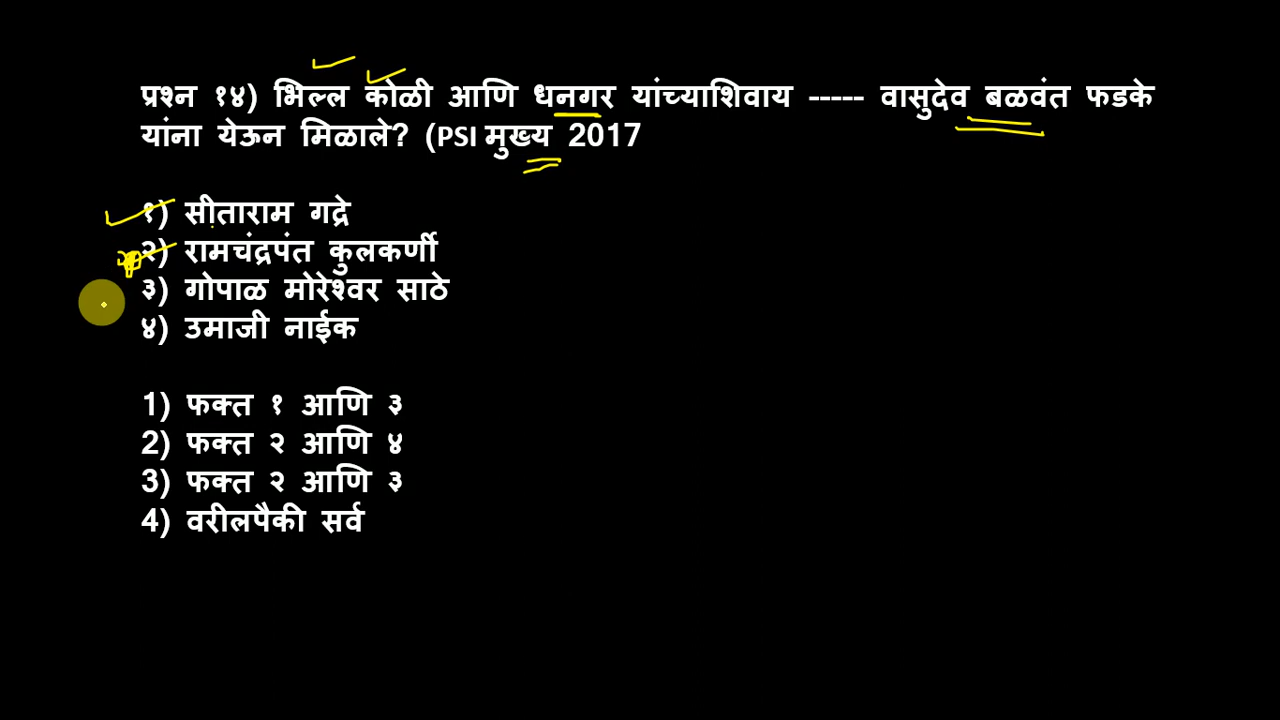 प्रश्न १४) भिल्ल कोळी आणि धनगर यांच्याशिवाय ----- वासुदेव बळवंत फडके
यांना येऊन मिळाले? (PSI मुख्य 2017
१) सीताराम गद्रे
२) रामचंद्रपंत कुलकर्णी
३) गोपाळ मोरेश्वर साठे
४) उमाजी नाईक
1) फक्त १ आणि ३
2) फक्त २ आणि ४
3) फक्त २ आणि ३
4) वरीलपैकी सर्व